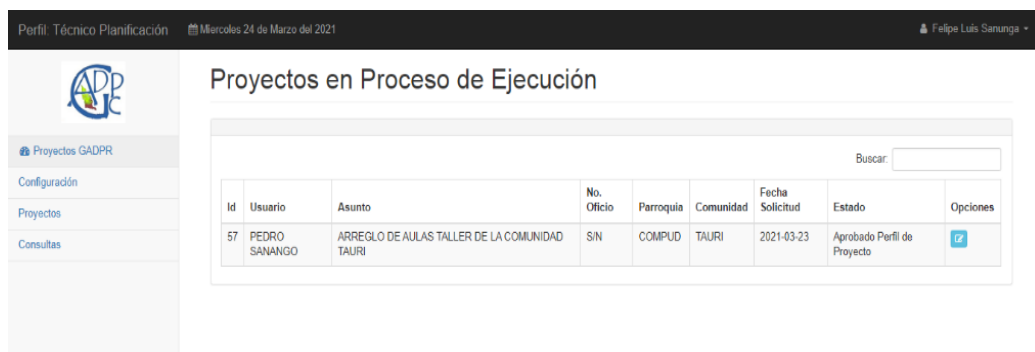 Perfil: Técnico Planificación Miercoles 24 de Marzo del 2021 Felipe Luis Sanunga
GADPPC
Proyectos en Proceso de Ejecución
Proyectos GADPR
Configuración
Proyectos
Consultas
Buscar:
Id Usuario Asunto No. Oficio Parroquia Comunidad Fecha Solicitud Estado Opciones
57 PEDRO SANANGO ARREGLO DE AULAS TALLER DE LA COMUNIDAD TAURI S/N COMPUD TAURI 2021-03-23 Aprobado Perfil de Proyecto